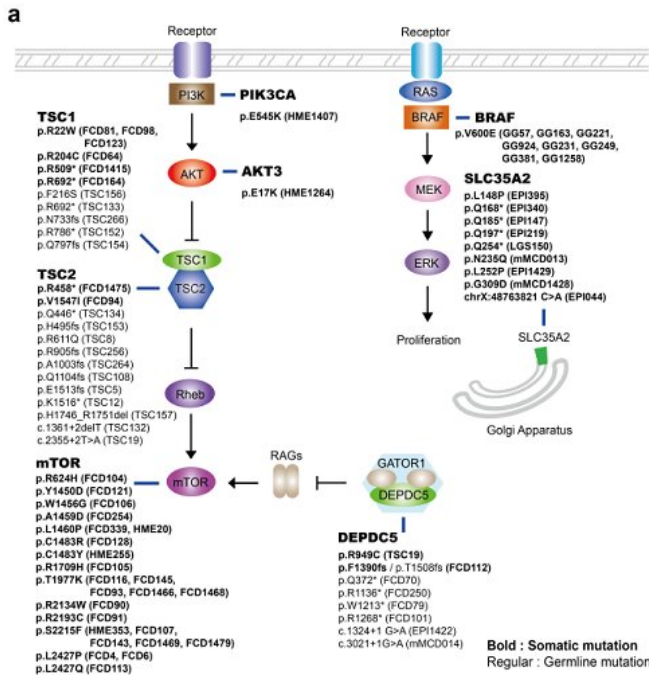 a
Receptor
PI3K
PIK3CA
p.E545K (HME1407)
AKT
AKT3
p.E17K (HME1264)
TSC1
p.R22W (FCD81, FCD98,
FCD123)
p.R204C (FCD64)
p.R509* (FCD1415)
p.R692* (FCD164)
p.F216S (TSC156)
p.R692* (TSC133)
p.N733fs (TSC266)
p.R786* (TSC152)
p.Q797fs (TSC154)
TSC1
TSC2
TSC2
p.R458* (FCD1475)
p.V1547I (FCD94)
p.Q446* (TSC134)
p.H495fs (TSC153)
p.R611Q (TSC8)
p.R905fs (TSC256)
p.A1003fs (TSC264)
p.Q1104fs (TSC108)
p.E1513fs (TSC5)
p.K1516* (TSC12)
p.H1746_R1751del (TSC157)
c.1361+2delT (TSC132)
c.2355+2T>A (TSC19)
Rheb
mTOR
p.R624H (FCD104)
p.Y1450D (FCD121)
p.W1456G (FCD106)
p.A1459D (FCD254)
p.L1460P (FCD339, HME20)
p.C1483R (FCD128)
p.C1483Y (HME255)
p.R1709H (FCD105)
p.T1977K (FCD116, FCD145,
FCD93, FCD1466, FCD1468)
p.R2134W (FCD90)
p.R2193C (FCD91)
p.S2215F (HME353, FCD107,
FCD143, FCD1469, FCD1479)
p.L2427P (FCD4, FCD6)
p.L2427Q (FCD113)
mTOR
RAGs
GATOR1
DEPDC5
DEPDC5
p.R949C (TSC19)
p.F1390fs / p.T1508fs (FCD112)
p.Q372* (FCD70)
p.R1136* (FCD250)
p.W1213* (FCD79)
p.R1268* (FCD101)
c.1324+1 G>A (EPI1422)
c.3021+1G>A (mMCD014)
Receptor
RAS
BRAF
BRAF
p.V600E (GG57, GG163, GG221,
GG924, GG231, GG249,
GG381, GG1258)
MEK
ERK
Proliferation
SLC35A2
p.L148P (EPI395)
p.Q168* (EPI340)
p.Q185* (EPI147)
p.Q197* (EPI219)
p.Q254* (LGS150)
p.N235Q (mMCD013)
p.L252P (EPI1429)
p.G309D (mMCD1428)
chrX:48763821 C>A (EPI044)
SLC35A2
Golgi Apparatus
Bold : Somatic mutation
Regular : Germline mutation